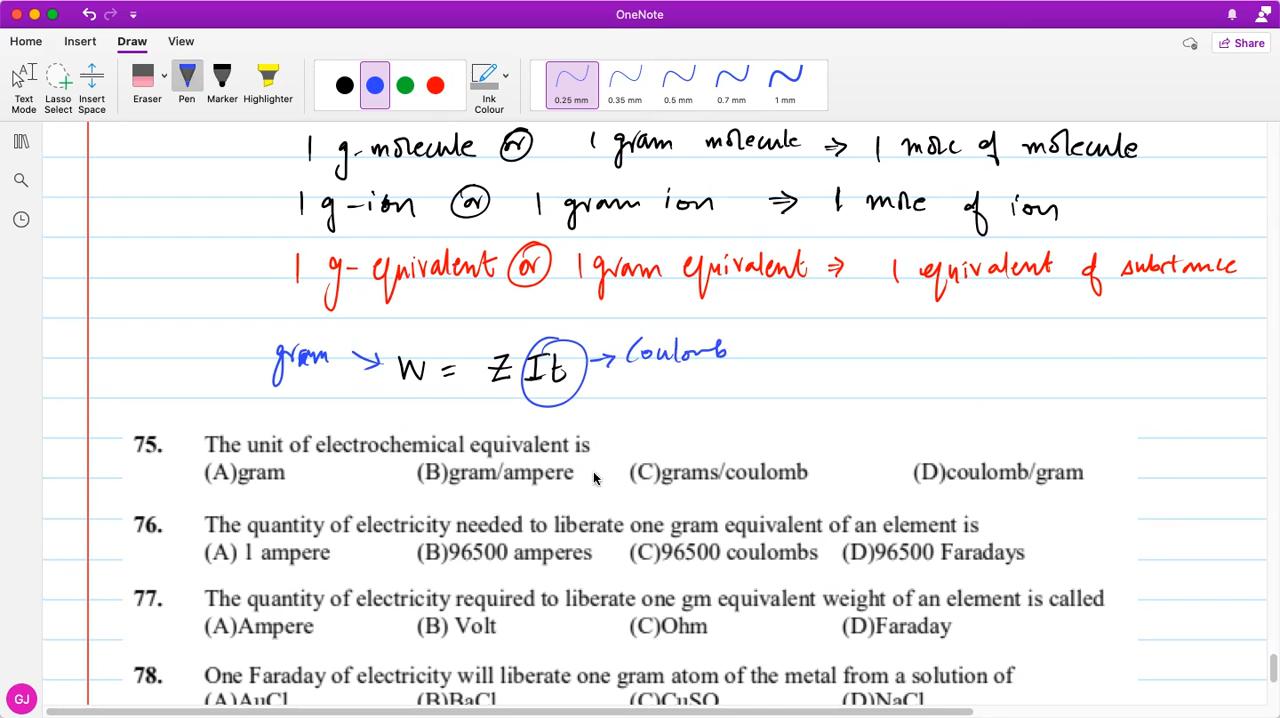 OneNote
Home Insert Draw View
Share
Text Mode
Lasso Select
Insert Space
Eraser
Pen
Marker
Highlighter
Ink Colour
0.25 mm
0.35 mm
0.5 mm
0.7 mm
1 mm
1 g-molecule or 1 gram molecule ⇒ 1 mole of molecule
1 g-ion or 1 gram ion ⇒ 1 mole of ion
1 g-equivalent or 1 gram equivalent ⇒ 1 equivalent of substance
gram → W = Z It → Coulomb
75. The unit of electrochemical equivalent is
(A)gram (B)gram/ampere (C)grams/coulomb (D)coulomb/gram
76. The quantity of electricity needed to liberate one gram equivalent of an element is
(A) 1 ampere (B)96500 amperes (C)96500 coulombs (D)96500 Faradays
77. The quantity of electricity required to liberate one gm equivalent weight of an element is called
(A)Ampere (B) Volt (C)Ohm (D)Faraday
78. One Faraday of electricity will liberate one gram atom of the metal from a solution of
(A)AuCl (B)BaCl (C)CuSO (D)NaCl
GJ